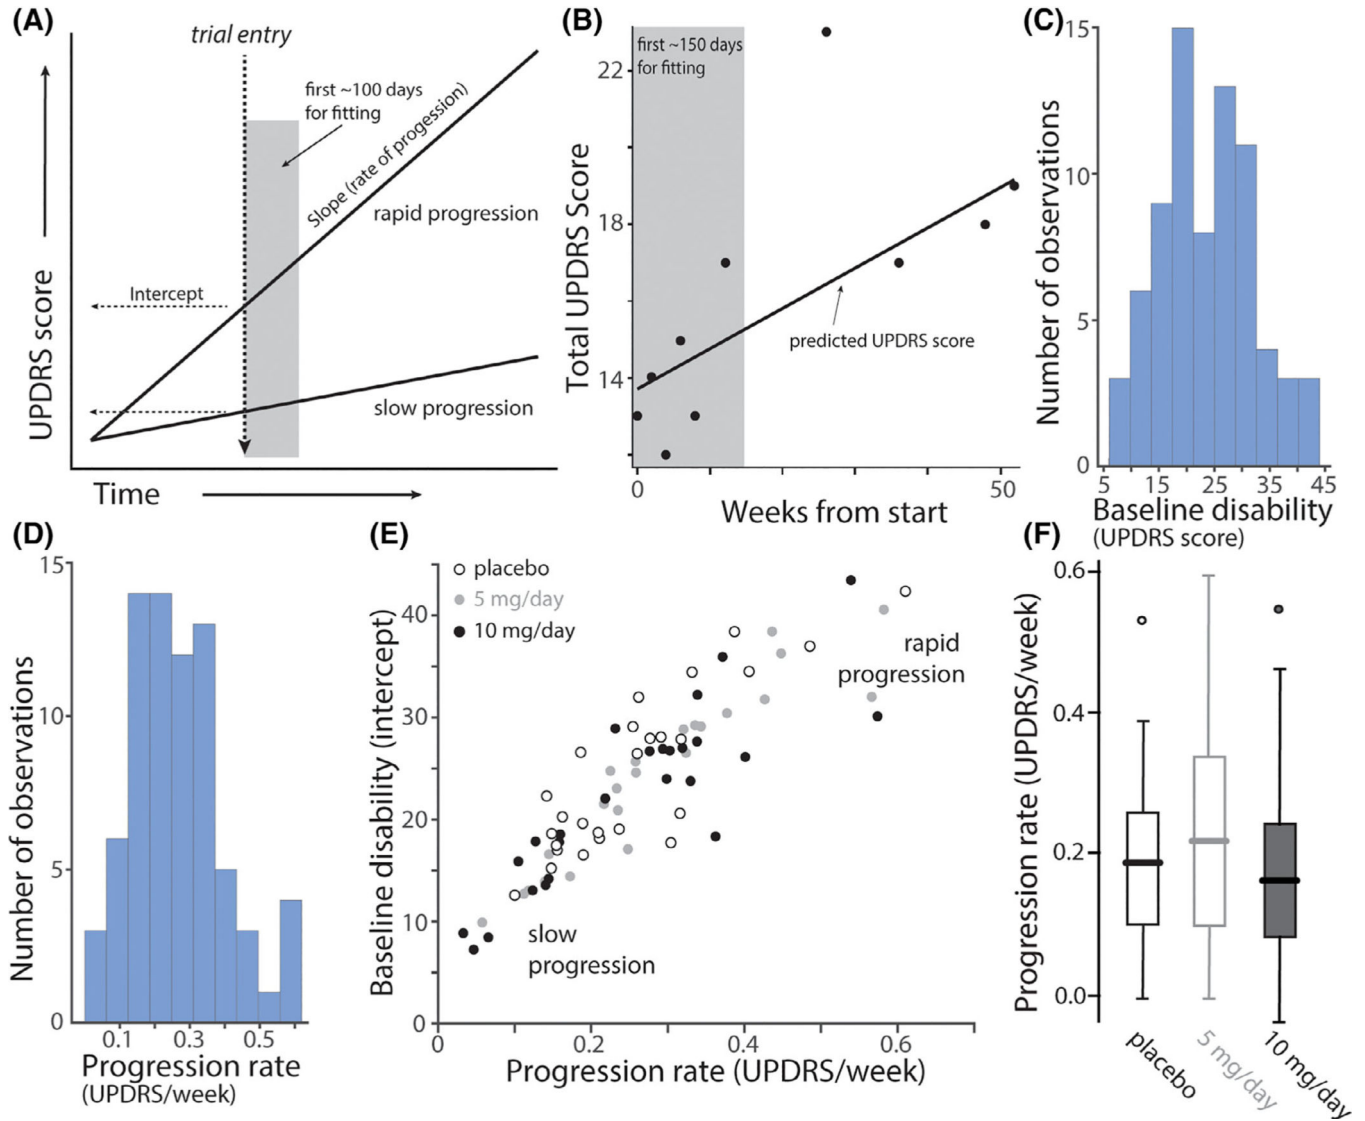 (A)
trial entry
first ~100 days
for fitting
Slope (rate of progession)
rapid progression
Intercept
slow progression
UPDRS score
Time
(B)
first ~150 days
for fitting
22
18
14
Total UPDRS Score
predicted UPDRS score
0
50
Weeks from start
(C)
15
10
5
0
Number of observations
5
15
25
35
45
Baseline disability
(UPDRS score)
(D)
15
10
5
0
Number of observations
0.1
0.3
0.5
Progression rate
(UPDRS/week)
(E)
placebo
5 mg/day
10 mg/day
40
30
20
10
0
Baseline disability (intercept)
rapid
progression
slow
progression
0
0.2
0.4
0.6
Progression rate (UPDRS/week)
(F)
0.6
0.4
0.2
0.0
Progression rate (UPDRS/week)
placebo
5 mg/day
10 mg/day